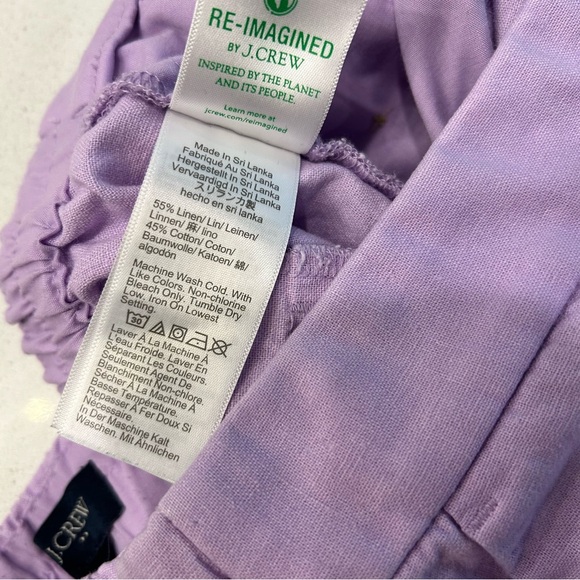 RE-IMAGINED
BY J.CREW
INSPIRED BY THE PLANET
AND ITS PEOPLE.
Learn more at
jcrew.com/reimagined
Made In Sri Lanka
Fabriqué Au Sri Lanka
Hergestellt In Sri Lanka
Vervaardigd In Sri Lanka
スリランカ製
hecho en sri lanka
55% Linen/ Lin/ Leinen/
Linnen/ 麻/ lino
45% Cotton/ Coton/
Baumwolle/ Katoen/ 綿/
algodón
Machine Wash Cold. With
Like Colors. Non-chlorine
Bleach Only. Tumble Dry
Low. Iron On Lowest
Setting.
30
Laver À La Machine À
L'eau Froide. Laver En
Séparant Les Couleurs.
Seulement Agent De
Blanchiment Non-chlore.
Sécher À La Machine À
Basse Température.
Repasser À Fer Doux Si
Nécessaire.
In Der Maschine Kalt
Waschen. Mit Ähnlichen
J.CREW